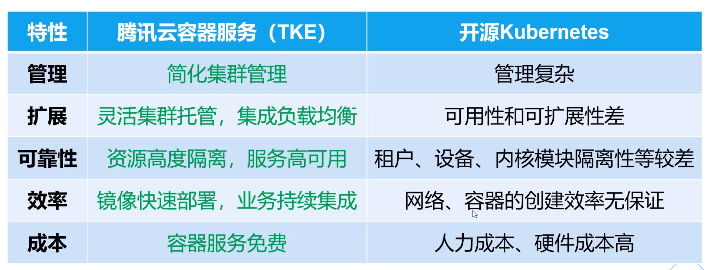 特性 腾讯云容器服务（TKE） 开源Kubernetes
管理 简化集群管理 管理复杂
扩展 灵活集群托管，集成负载均衡 可用性和可扩展性差
可靠性 资源高度隔离，服务高可用 租户、设备、内核模块隔离性等较差
效率 镜像快速部署，业务持续集成 网络、容器的创建效率无保证
成本 容器服务免费 人力成本、硬件成本高